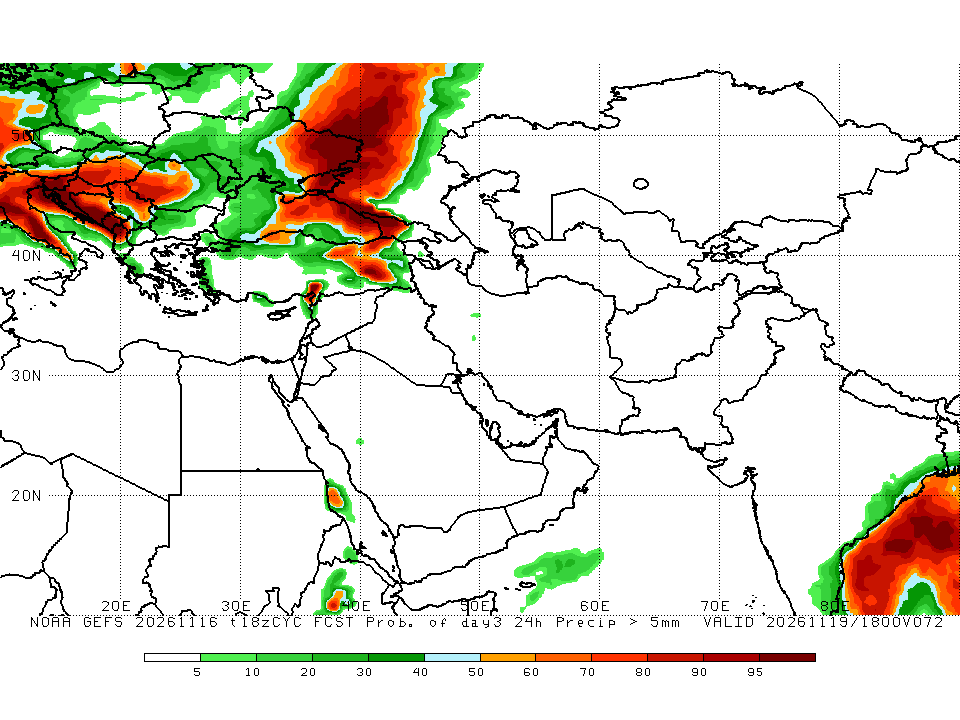 50N
40N
30N
20N
20E 30E 40E 50E 60E 70E 80E
NOAA GEFS 20261116 t18zCYC FCST Prob. of day3 24h Precip > 5mm VALID 20261119/1800V072
5 10 20 30 40 50 60 70 80 90 95